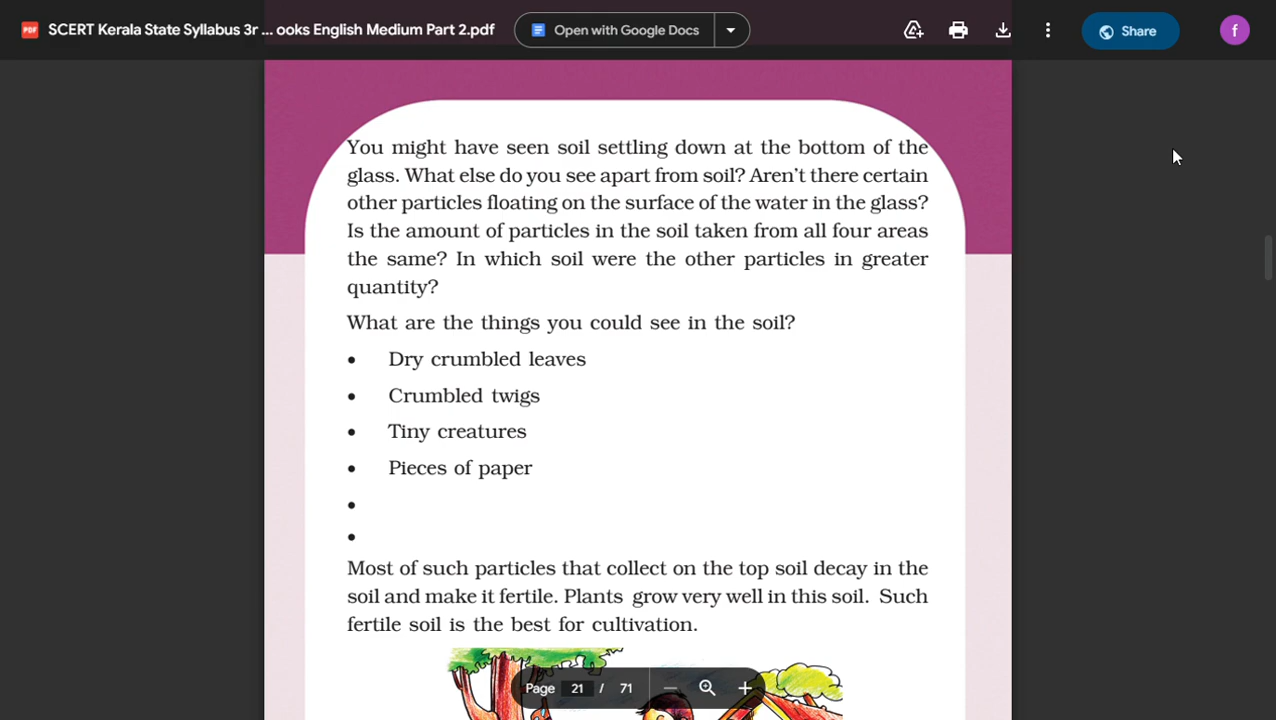 SCERT Kerala State Syllabus 3r ... ooks English Medium Part 2.pdf
Open with Google Docs
Share
f
PDF
You might have seen soil settling down at the bottom of the
glass. What else do you see apart from soil? Aren't there certain
other particles floating on the surface of the water in the glass?
Is the amount of particles in the soil taken from all four areas
the same? In which soil were the other particles in greater
quantity?
What are the things you could see in the soil?
• Dry crumbled leaves
• Crumbled twigs
• Tiny creatures
• Pieces of paper
•
•
Most of such particles that collect on the top soil decay in the
soil and make it fertile. Plants grow very well in this soil. Such
fertile soil is the best for cultivation.
Page 21 / 71